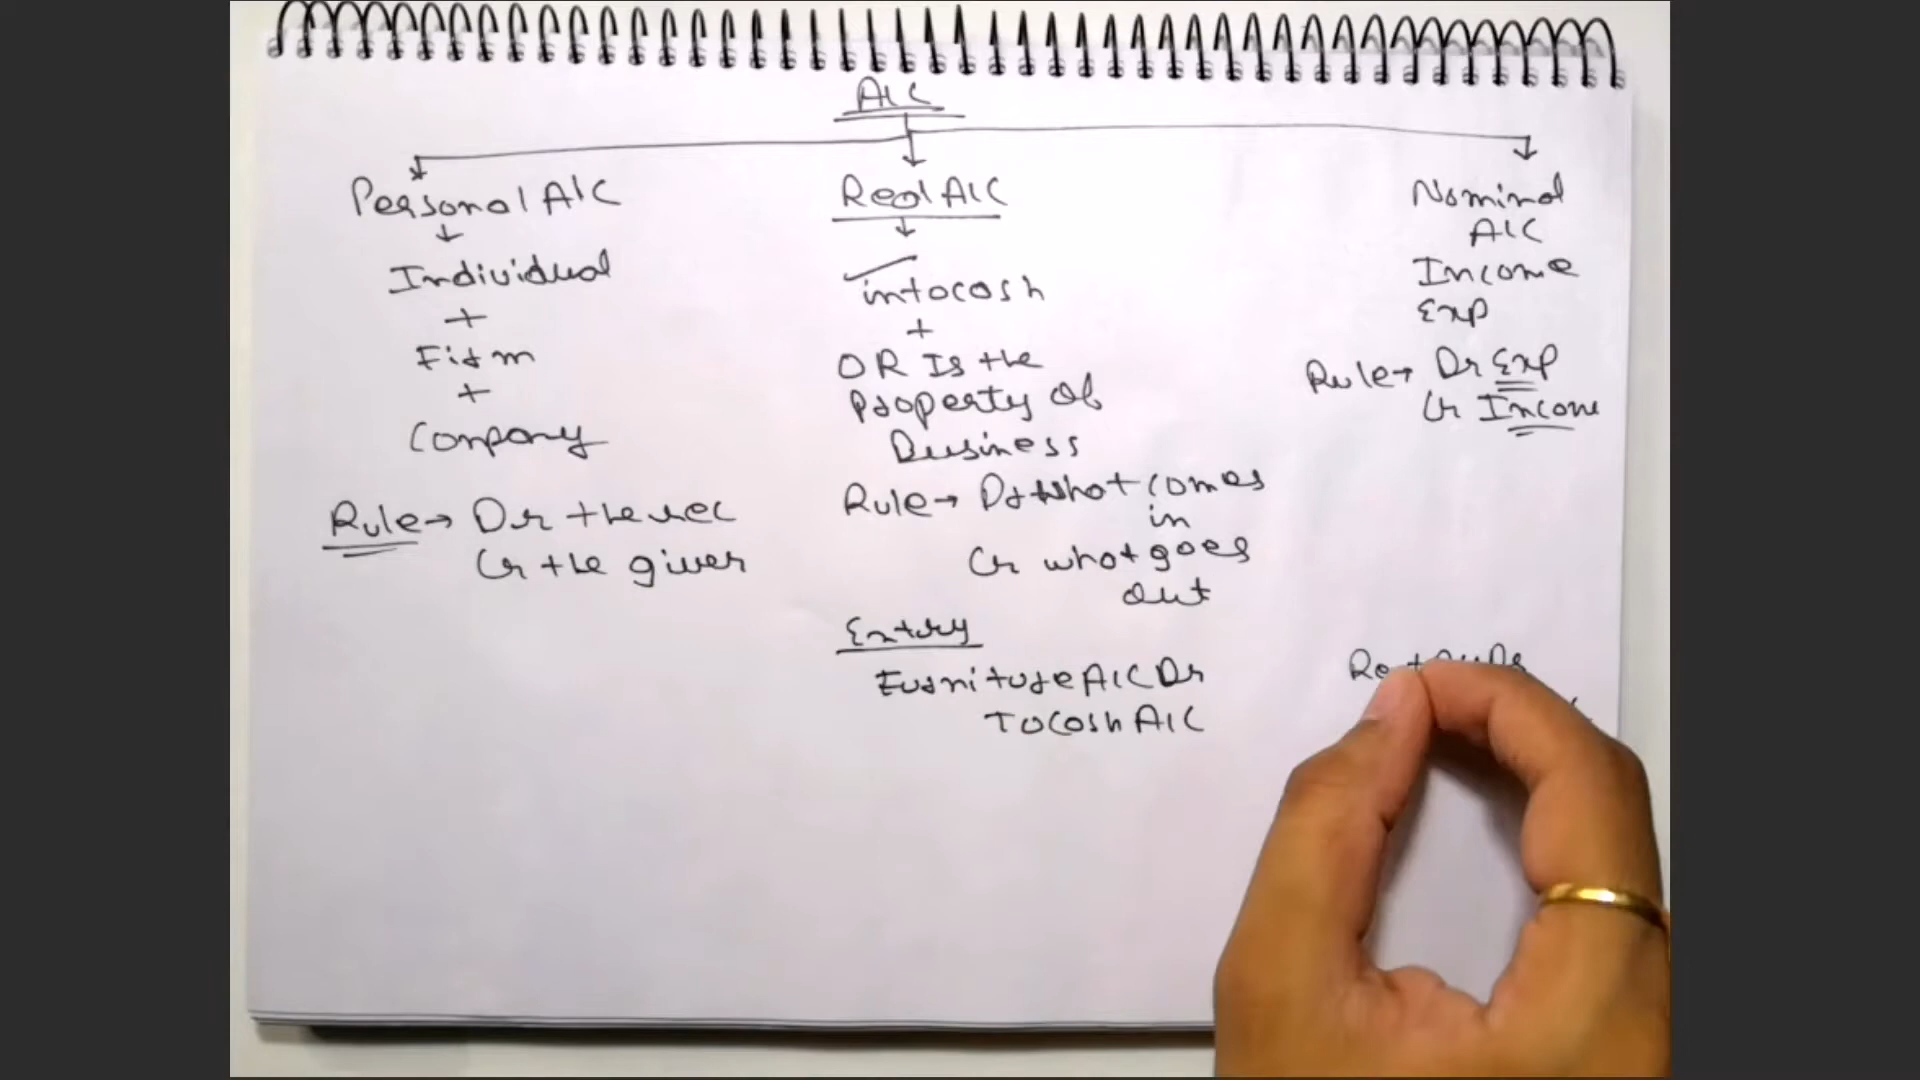 A/C
Personal A/C
Individual
+
Firm
+
Company
Rule → Dr the rec
Cr the giver
Real A/C
into cash
+
OR Is the
Property of
Business
Rule → Dr what comes
in
Cr what goes
out
Entry
Furniture A/C Dr
To Cash A/C
Nominal
A/C
Income
Exp
Rule → Dr Exp
Cr Income